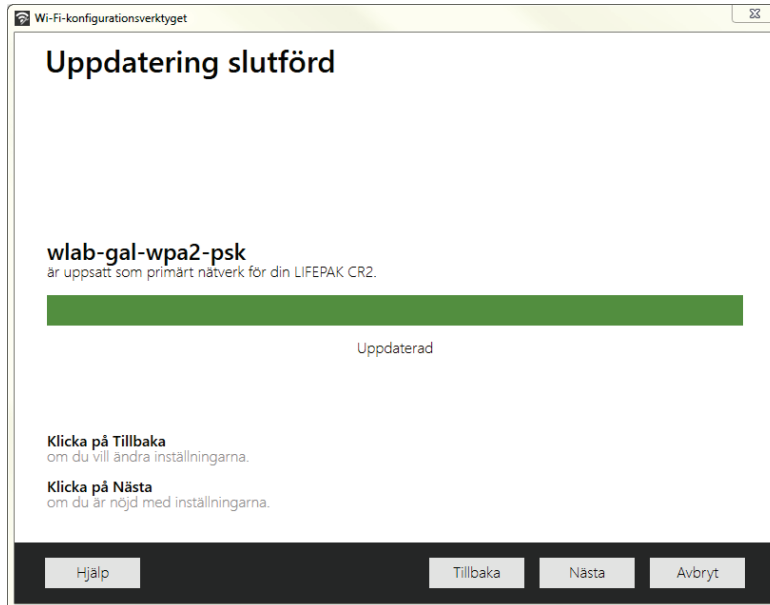 Wi-Fi-konfigurationsverktyget
Uppdatering slutförd
wlab-gal-wpa2-psk
är uppsatt som primärt nätverk för din LIFEPAK CR2.
Uppdaterad
Klicka på Tillbaka
om du vill ändra inställningarna.
Klicka på Nästa
om du är nöjd med inställningarna.
Hjälp
Tillbaka
Nästa
Avbryt